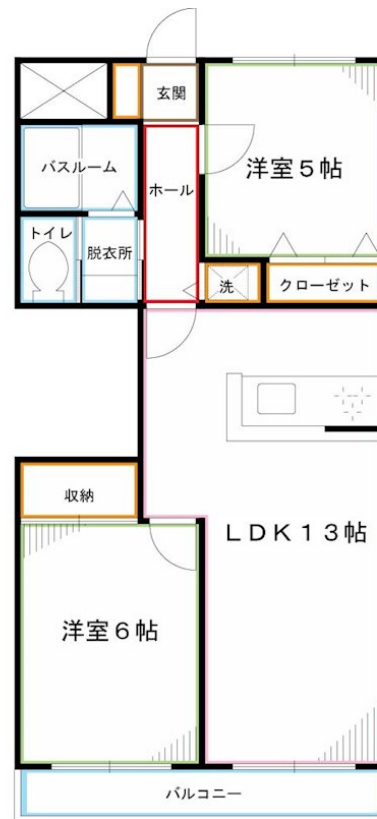 玄関
洋室５帖
バスルーム
ホール
トイレ
脱衣所
洗
クローゼット
収納
ＬＤＫ１３帖
洋室６帖
バルコニー